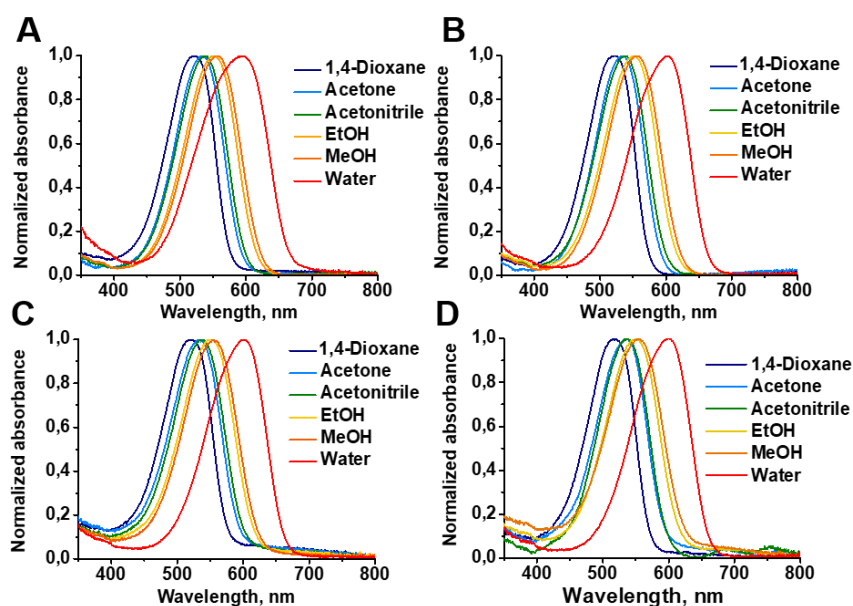 A
Normalized absorbance
1,0
0,8
0,6
0,4
0,2
0,0
400 500 600 700 800
Wavelength, nm
1,4-Dioxane
Acetone
Acetonitrile
EtOH
MeOH
Water
B
Normalized absorbance
1,0
0,8
0,6
0,4
0,2
0,0
400 500 600 700 800
Wavelength, nm
1,4-Dioxane
Acetone
Acetonitrile
EtOH
MeOH
Water
C
Normalized absorbance
1,0
0,8
0,6
0,4
0,2
0,0
400 500 600 700 800
Wavelength, nm
1,4-Dioxane
Acetone
Acetonitrile
EtOH
MeOH
Water
D
Normalized absorbance
1,0
0,8
0,6
0,4
0,2
0,0
400 500 600 700 800
Wavelength, nm
1,4-Dioxane
Acetone
Acetonitrile
EtOH
MeOH
Water